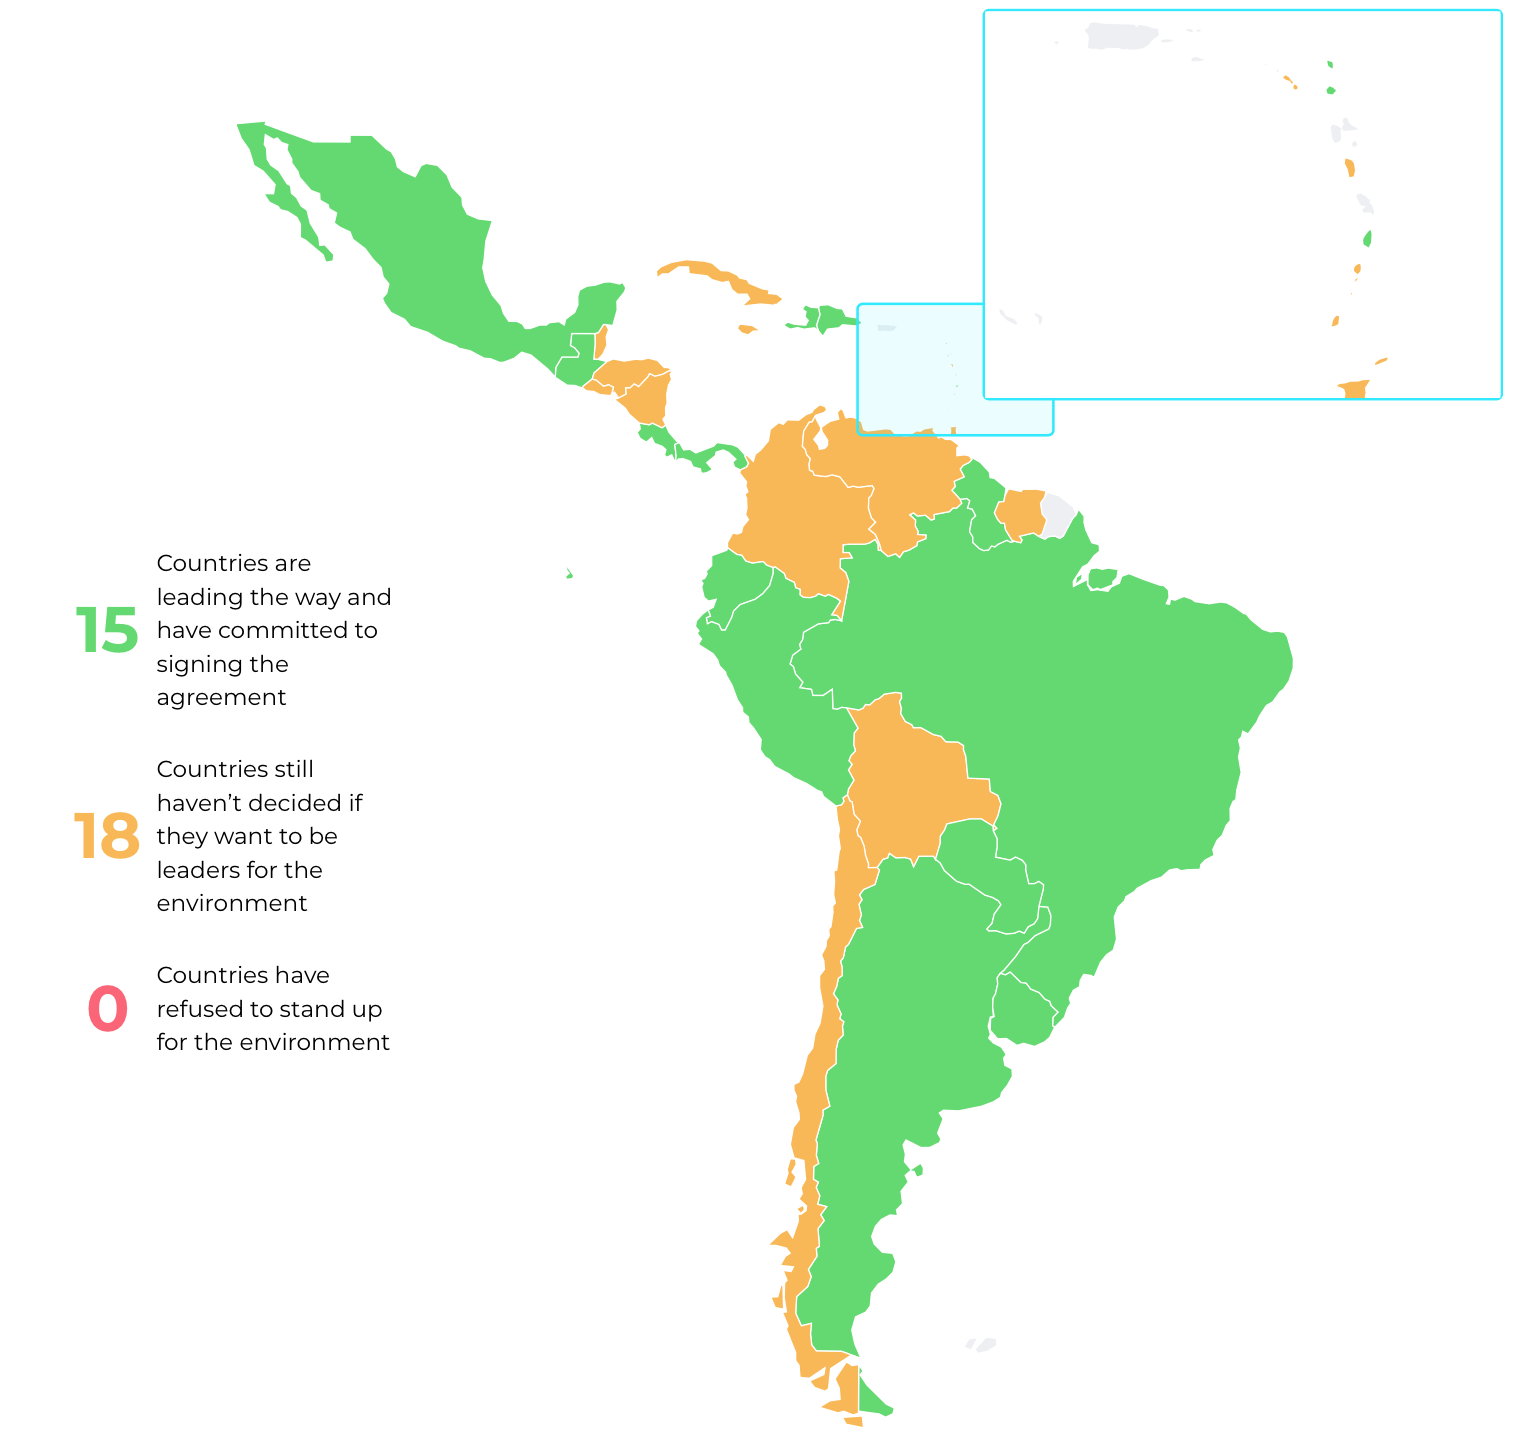 15
Countries are
leading the way and
have committed to
signing the
agreement
18
Countries still
haven’t decided if
they want to be
leaders for the
environment
0
Countries have
refused to stand up
for the environment